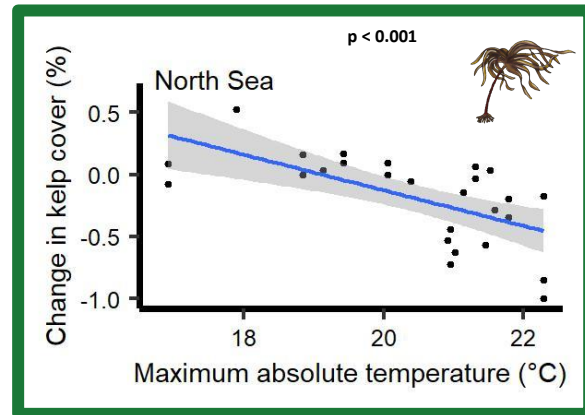 p < 0.001
North Sea
Change in kelp cover (%)
0.5
0.0
-0.5
-1.0
18 20 22
Maximum absolute temperature (°C)